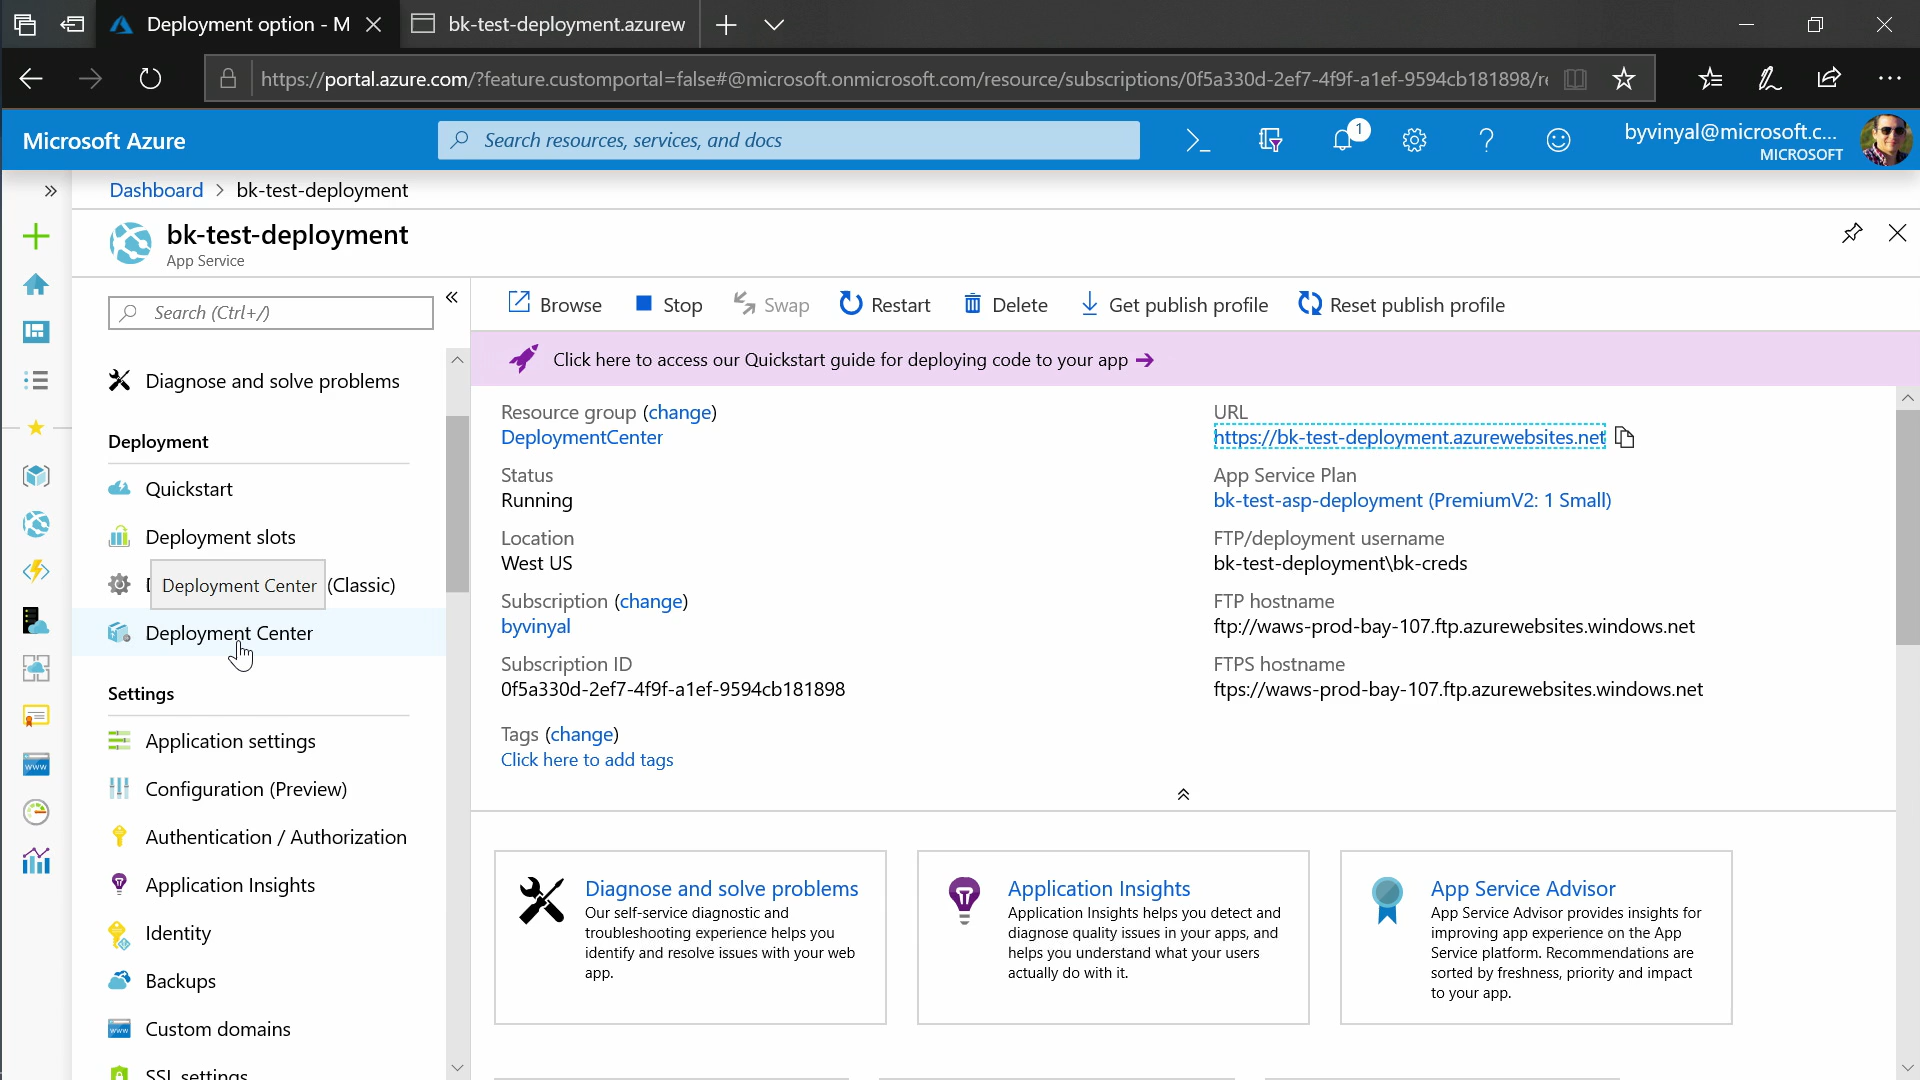 Deployment option - M
bk-test-deployment.azurew
https://portal.azure.com/?feature.customportal=false#@microsoft.onmicrosoft.com/resource/subscriptions/0f5a330d-2ef7-4f9f-a1ef-9594cb181898/re
Microsoft Azure
Search resources, services, and docs
1
byvinyal@microsoft.c...
MICROSOFT
Dashboard > bk-test-deployment
bk-test-deployment
App Service
Search (Ctrl+/)
Diagnose and solve problems
Deployment
Quickstart
Deployment slots
Deployment Center (Classic)
Deployment Center
Settings
Application settings
Configuration (Preview)
Authentication / Authorization
Application Insights
Identity
Backups
Custom domains
SSL settings
Browse
Stop
Swap
Restart
Delete
Get publish profile
Reset publish profile
Click here to access our Quickstart guide for deploying code to your app
Resource group (change)
DeploymentCenter
Status
Running
Location
West US
Subscription (change)
byvinyal
Subscription ID
0f5a330d-2ef7-4f9f-a1ef-9594cb181898
Tags (change)
Click here to add tags
URL
https://bk-test-deployment.azurewebsites.net
App Service Plan
bk-test-asp-deployment (PremiumV2: 1 Small)
FTP/deployment username
bk-test-deployment\bk-creds
FTP hostname
ftp://waws-prod-bay-107.ftp.azurewebsites.windows.net
FTPS hostname
ftps://waws-prod-bay-107.ftp.azurewebsites.windows.net
Diagnose and solve problems
Our self-service diagnostic and
troubleshooting experience helps you
identify and resolve issues with your web
app.
Application Insights
Application Insights helps you detect and
diagnose quality issues in your apps, and
helps you understand what your users
actually do with it.
App Service Advisor
App Service Advisor provides insights for
improving app experience on the App
Service platform. Recommendations are
sorted by freshness, priority and impact
to your app.